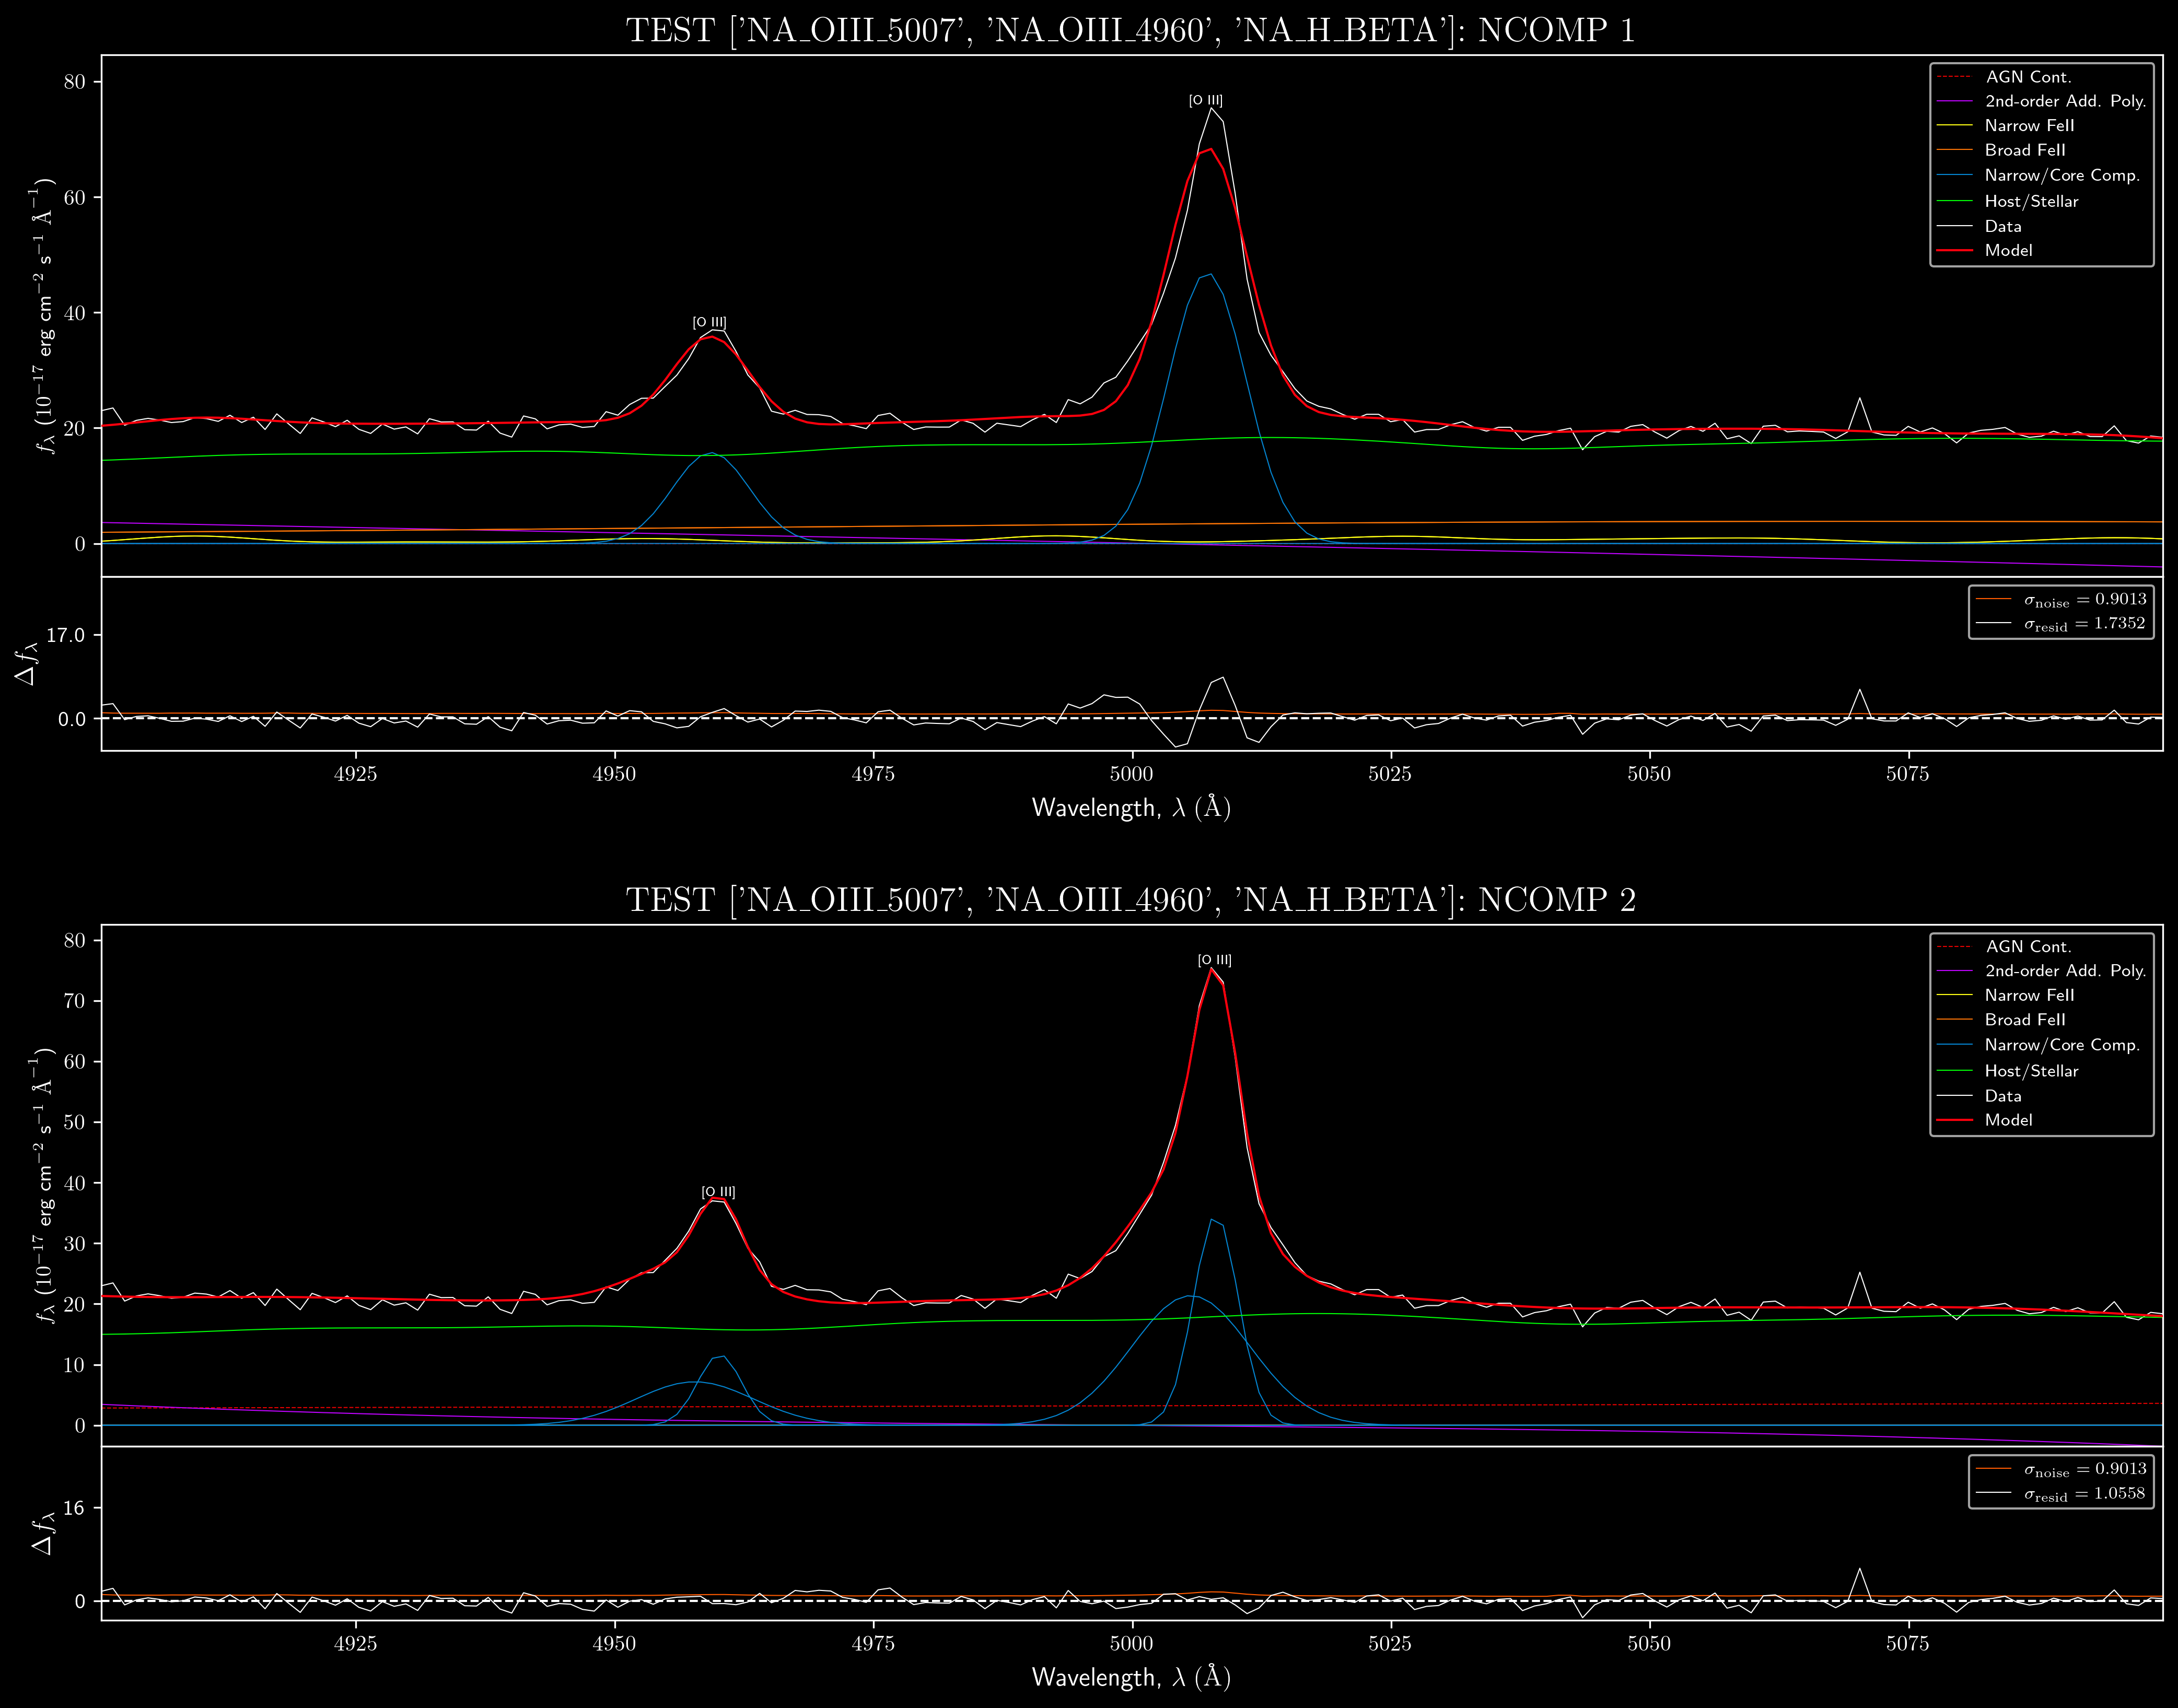 TEST ['NA_OIII_5007', 'NA_OIII_4960', 'NA_H_BETA']: NCOMP 1
80
60
40
20
0
f_λ (10⁻¹⁷ erg cm⁻² s⁻¹ Å⁻¹)
[O III]
[O III]
AGN Cont.
2nd-order Add. Poly.
Narrow FeII
Broad FeII
Narrow/Core Comp.
Host/Stellar
Data
Model
17.0
0.0
Δf_λ
σ_noise = 0.9013
σ_resid = 1.7352
4925 4950 4975 5000 5025 5050 5075
Wavelength, λ (Å)
TEST ['NA_OIII_5007', 'NA_OIII_4960', 'NA_H_BETA']: NCOMP 2
80
70
60
50
40
30
20
10
0
f_λ (10⁻¹⁷ erg cm⁻² s⁻¹ Å⁻¹)
[O III]
[O III]
AGN Cont.
2nd-order Add. Poly.
Narrow FeII
Broad FeII
Narrow/Core Comp.
Host/Stellar
Data
Model
16
0
Δf_λ
σ_noise = 0.9013
σ_resid = 1.0558
4925 4950 4975 5000 5025 5050 5075
Wavelength, λ (Å)